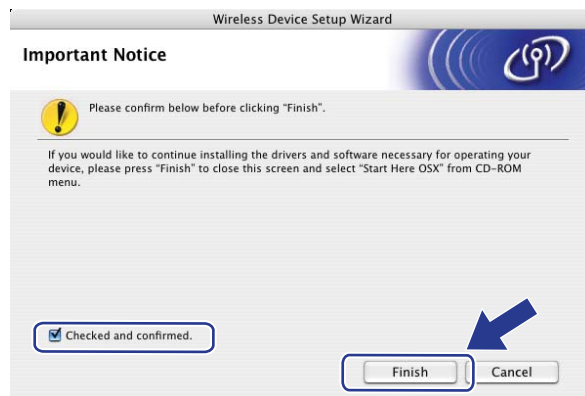 Wireless Device Setup Wizard
Important Notice
Please confirm below before clicking “Finish”.
If you would like to continue installing the drivers and software necessary for operating your
device, please press “Finish” to close this screen and select “Start Here OSX” from CD-ROM
menu.
Checked and confirmed.
Finish
Cancel